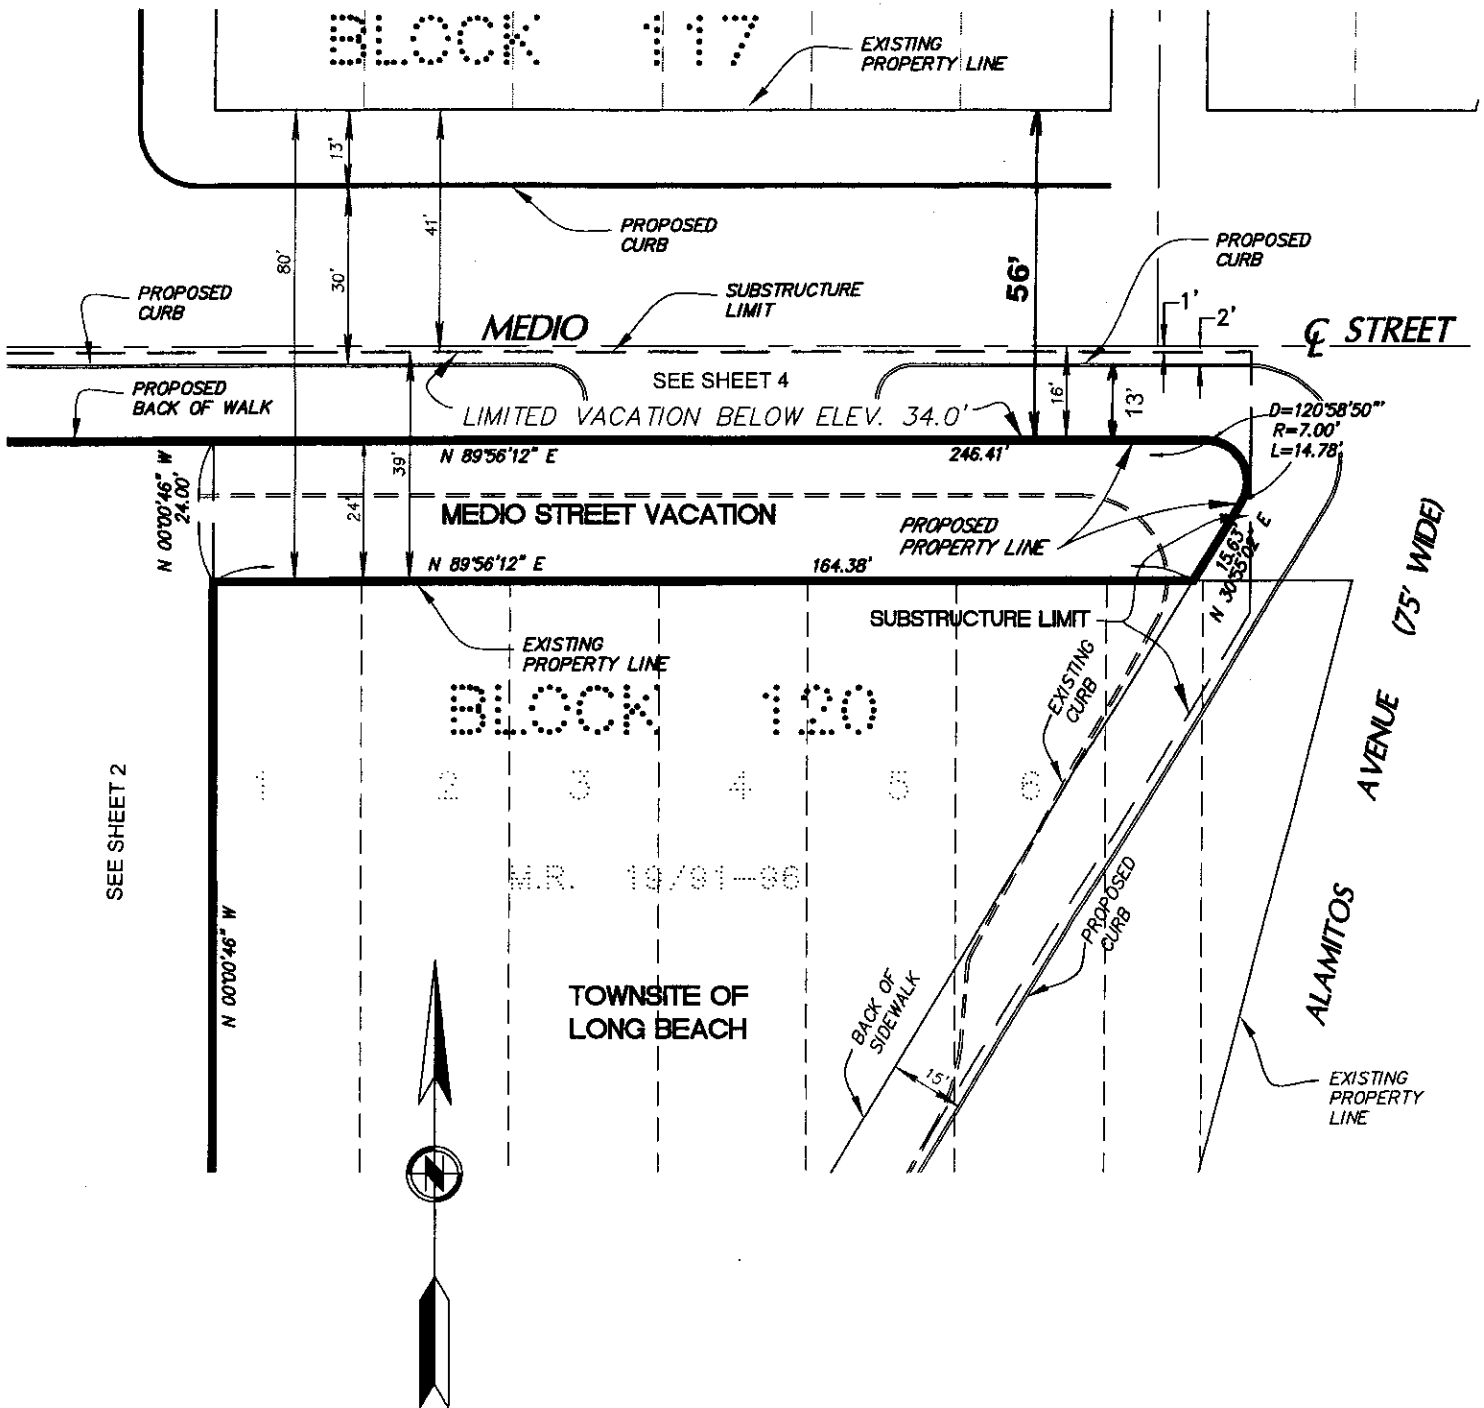 BLOCK 117
EXISTING
PROPERTY LINE
13'
80'
30'
41'
56'
PROPOSED
CURB
PROPOSED
CURB
PROPOSED
CURB
SUBSTRUCTURE
LIMIT
1'
2'
MEDIO
STREET
SEE SHEET 4
PROPOSED
BACK OF WALK
LIMITED VACATION BELOW ELEV. 34.0'
16'
13'
D=120°58'50"
R=7.00'
L=14.78'
N 89°56'12" E
246.41'
N 00°00'46" W
24.00'
24'
39'
MEDIO STREET VACATION
PROPOSED
PROPERTY LINE
15.63'
N 30°55'02" E
N 89°56'12" E
164.38'
SUBSTRUCTURE LIMIT
EXISTING
PROPERTY LINE
EXISTING
CURB
BLOCK 120
1 2 3 4 5 6
M.R. 19/91-96
SEE SHEET 2
N 00°00'46" W
TOWNSITE OF
LONG BEACH
BACK OF
SIDEWALK
15'
PROPOSED
CURB
ALAMITOS AVENUE (75' WIDE)
EXISTING
PROPERTY
LINE
N